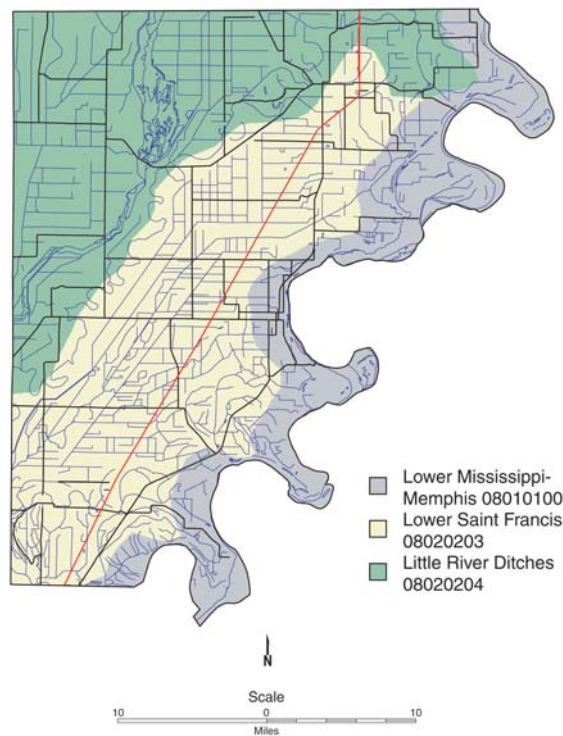 Lower Mississippi-
Memphis 08010100
Lower Saint Francis
08020203
Little River Ditches
08020204
N
Scale
10 0 10
Miles